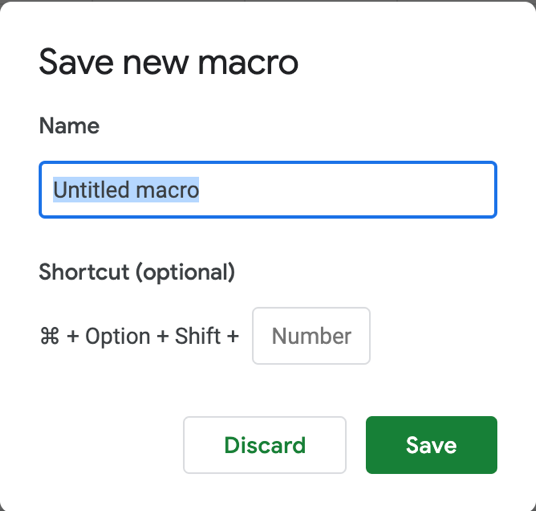 Save new macro
Name
Untitled macro
Shortcut (optional)
⌘ + Option + Shift + Number
Discard Save